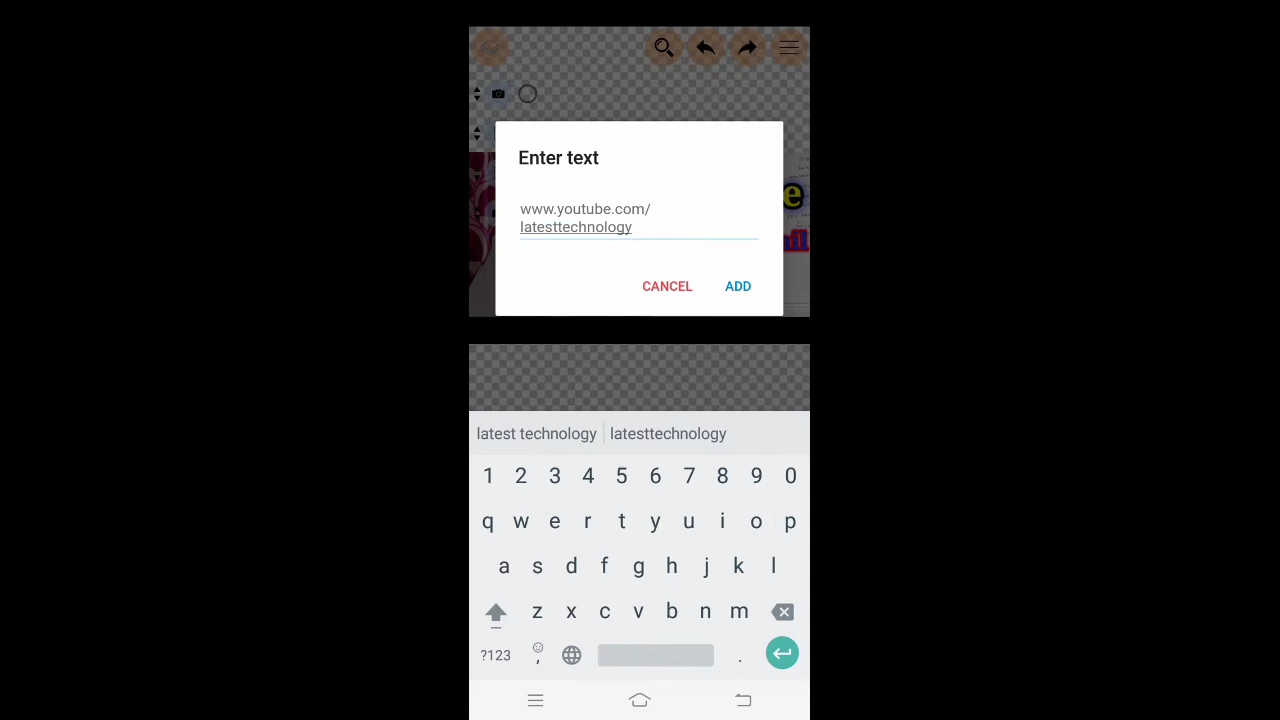 e
Enter text
www.youtube.com/
latesttechnology
CANCEL ADD
latest technology latesttechnology
1 2 3 4 5 6 7 8 9 0
q w e r t y u i o p
a s d f g h j k l
z x c v b n m
?123 , .